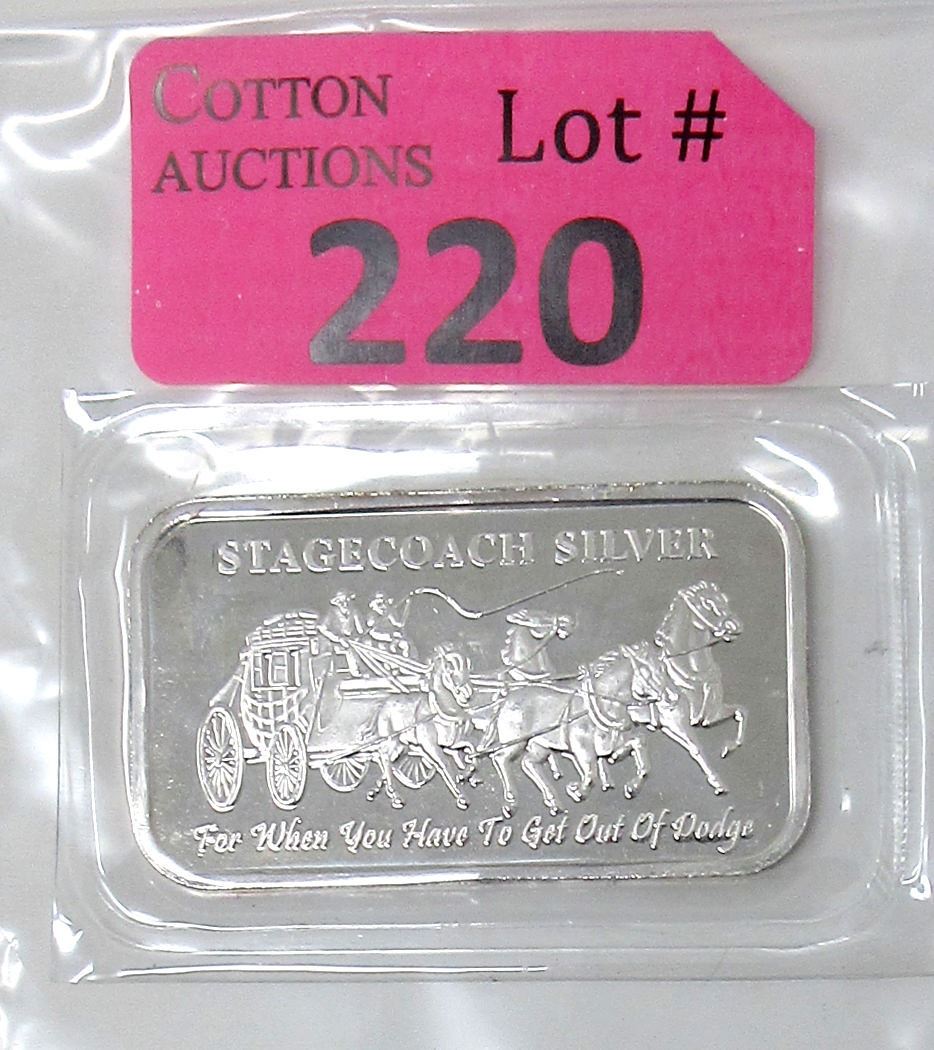 COTTON
AUCTIONS
Lot #
220
STAGECOACH SILVER
For When You Have To Get Out Of Dodge